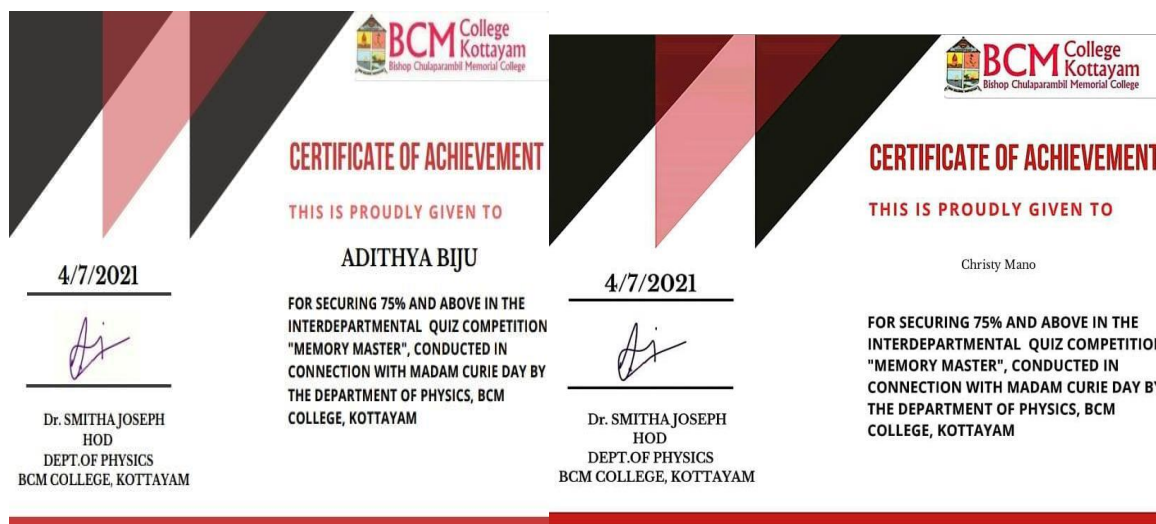 BCM College
Kottayam
Bishop Chulaparambil Memorial College
CERTIFICATE OF ACHIEVEMENT
THIS IS PROUDLY GIVEN TO
ADITHYA BIJU
4/7/2021
FOR SECURING 75% AND ABOVE IN THE
INTERDEPARTMENTAL QUIZ COMPETITION
"MEMORY MASTER", CONDUCTED IN
CONNECTION WITH MADAM CURIE DAY BY
THE DEPARTMENT OF PHYSICS, BCM
COLLEGE, KOTTAYAM
Dr. SMITHA JOSEPH
HOD
DEPT.OF PHYSICS
BCM COLLEGE, KOTTAYAM
BCM College
Kottayam
Bishop Chulaparambil Memorial College
CERTIFICATE OF ACHIEVEMENT
THIS IS PROUDLY GIVEN TO
Christy Mano
4/7/2021
FOR SECURING 75% AND ABOVE IN THE
INTERDEPARTMENTAL QUIZ COMPETITIO
"MEMORY MASTER", CONDUCTED IN
CONNECTION WITH MADAM CURIE DAY BY
THE DEPARTMENT OF PHYSICS, BCM
COLLEGE, KOTTAYAM
Dr. SMITHA JOSEPH
HOD
DEPT.OF PHYSICS
BCM COLLEGE, KOTTAYAM